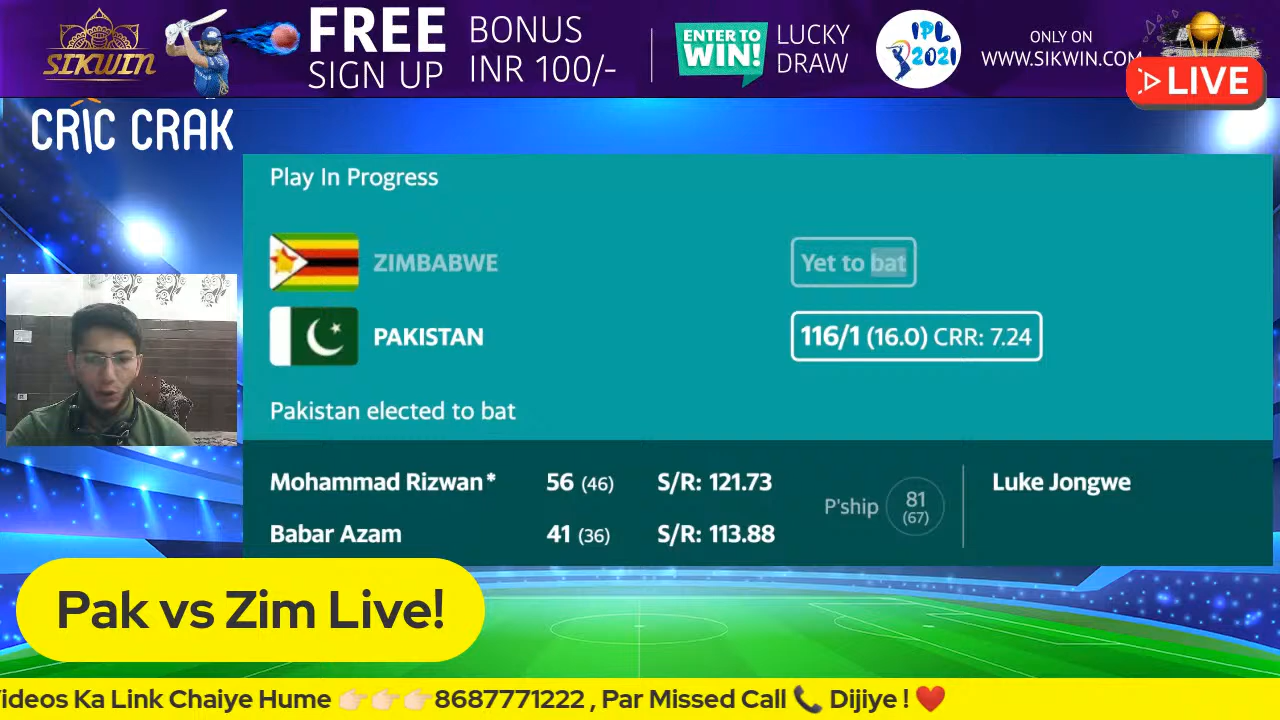 SIKWIN
FREE
SIGN UP
BONUS
INR 100/-
ENTER TO
WIN!
LUCKY
DRAW
IPL
2021
ONLY ON
WWW.SIKWIN.COM
LIVE
CRIC CRAK
Play In Progress
ZIMBABWE
Yet to bat
PAKISTAN
116/1 (16.0) CRR: 7.24
Pakistan elected to bat
Mohammad Rizwan* 56 (46) S/R: 121.73
Babar Azam 41 (36) S/R: 113.88
P'ship 81
(67)
Luke Jongwe
Pak vs Zim Live!
ideos Ka Link Chaiye Hume 👉🏻👉🏻👉🏻8687771222 , Par Missed Call 📞 Dijiye ! ❤️